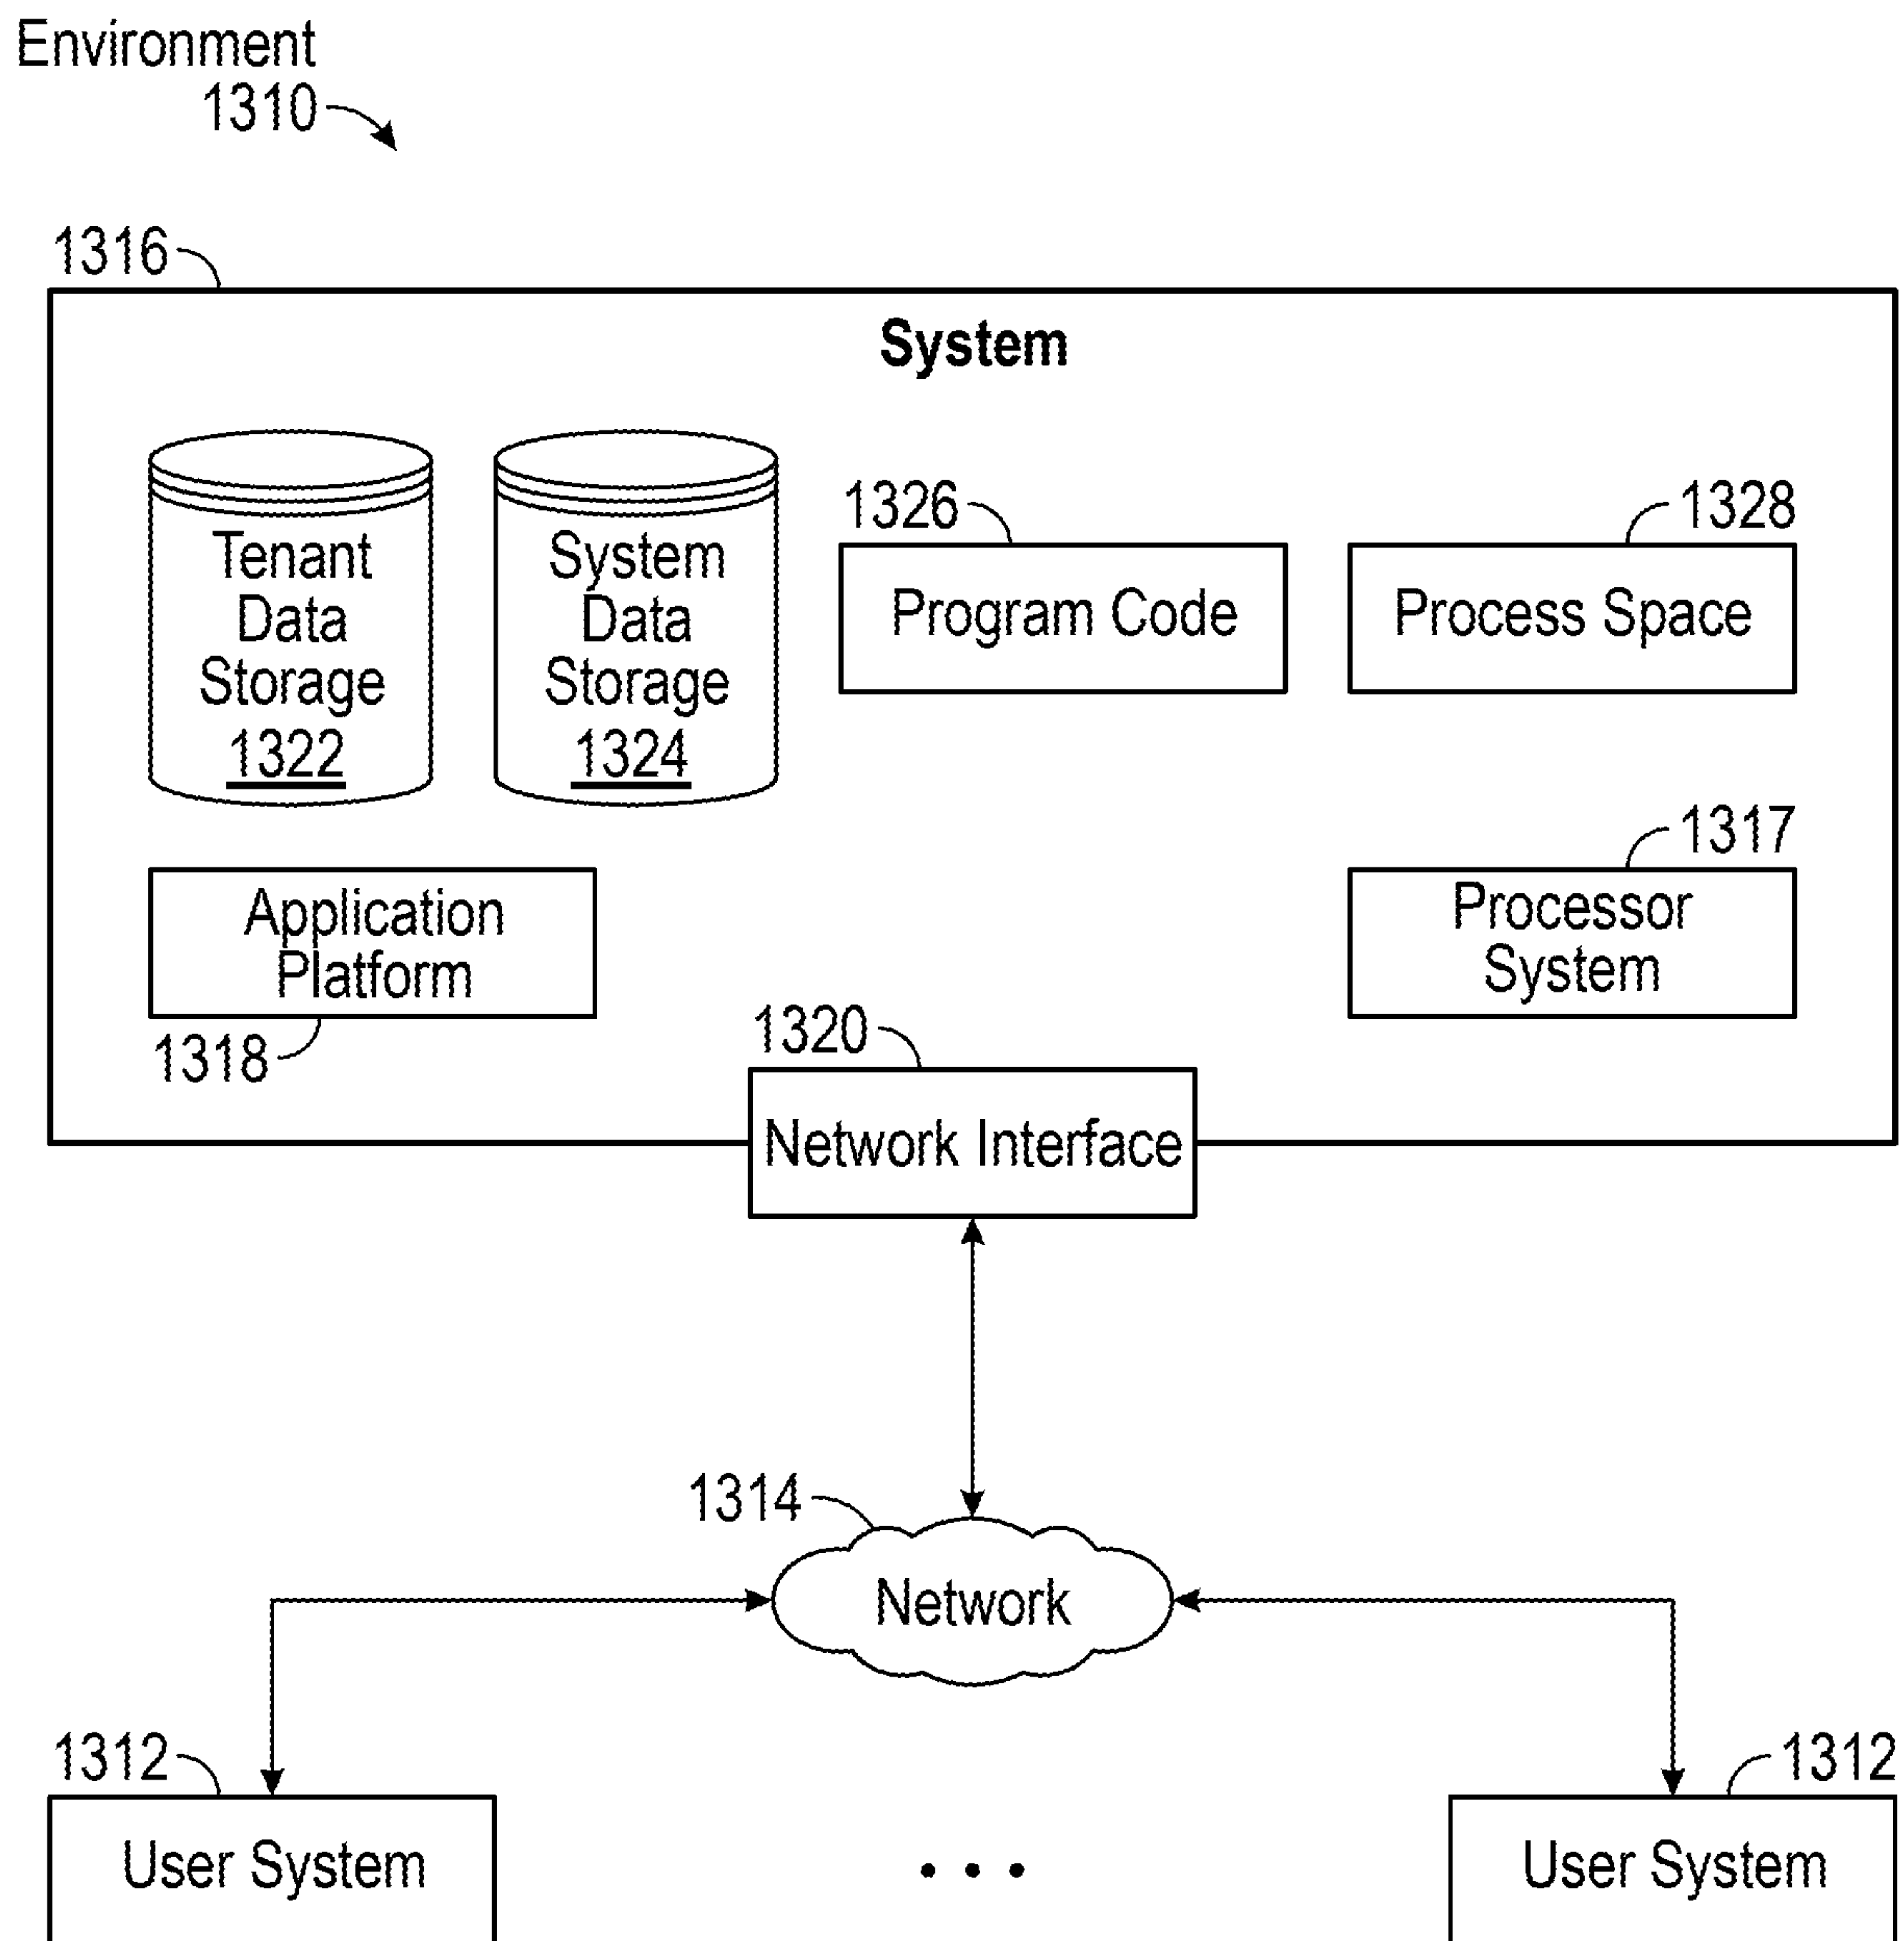 Environment
1310
1316
System
Tenant
Data
Storage
1322
System
Data
Storage
1324
1326
Program Code
1328
Process Space
1317
Processor
System
Application
Platform
1318
1320
Network Interface
1314
Network
1312
User System
• • •
1312
User System